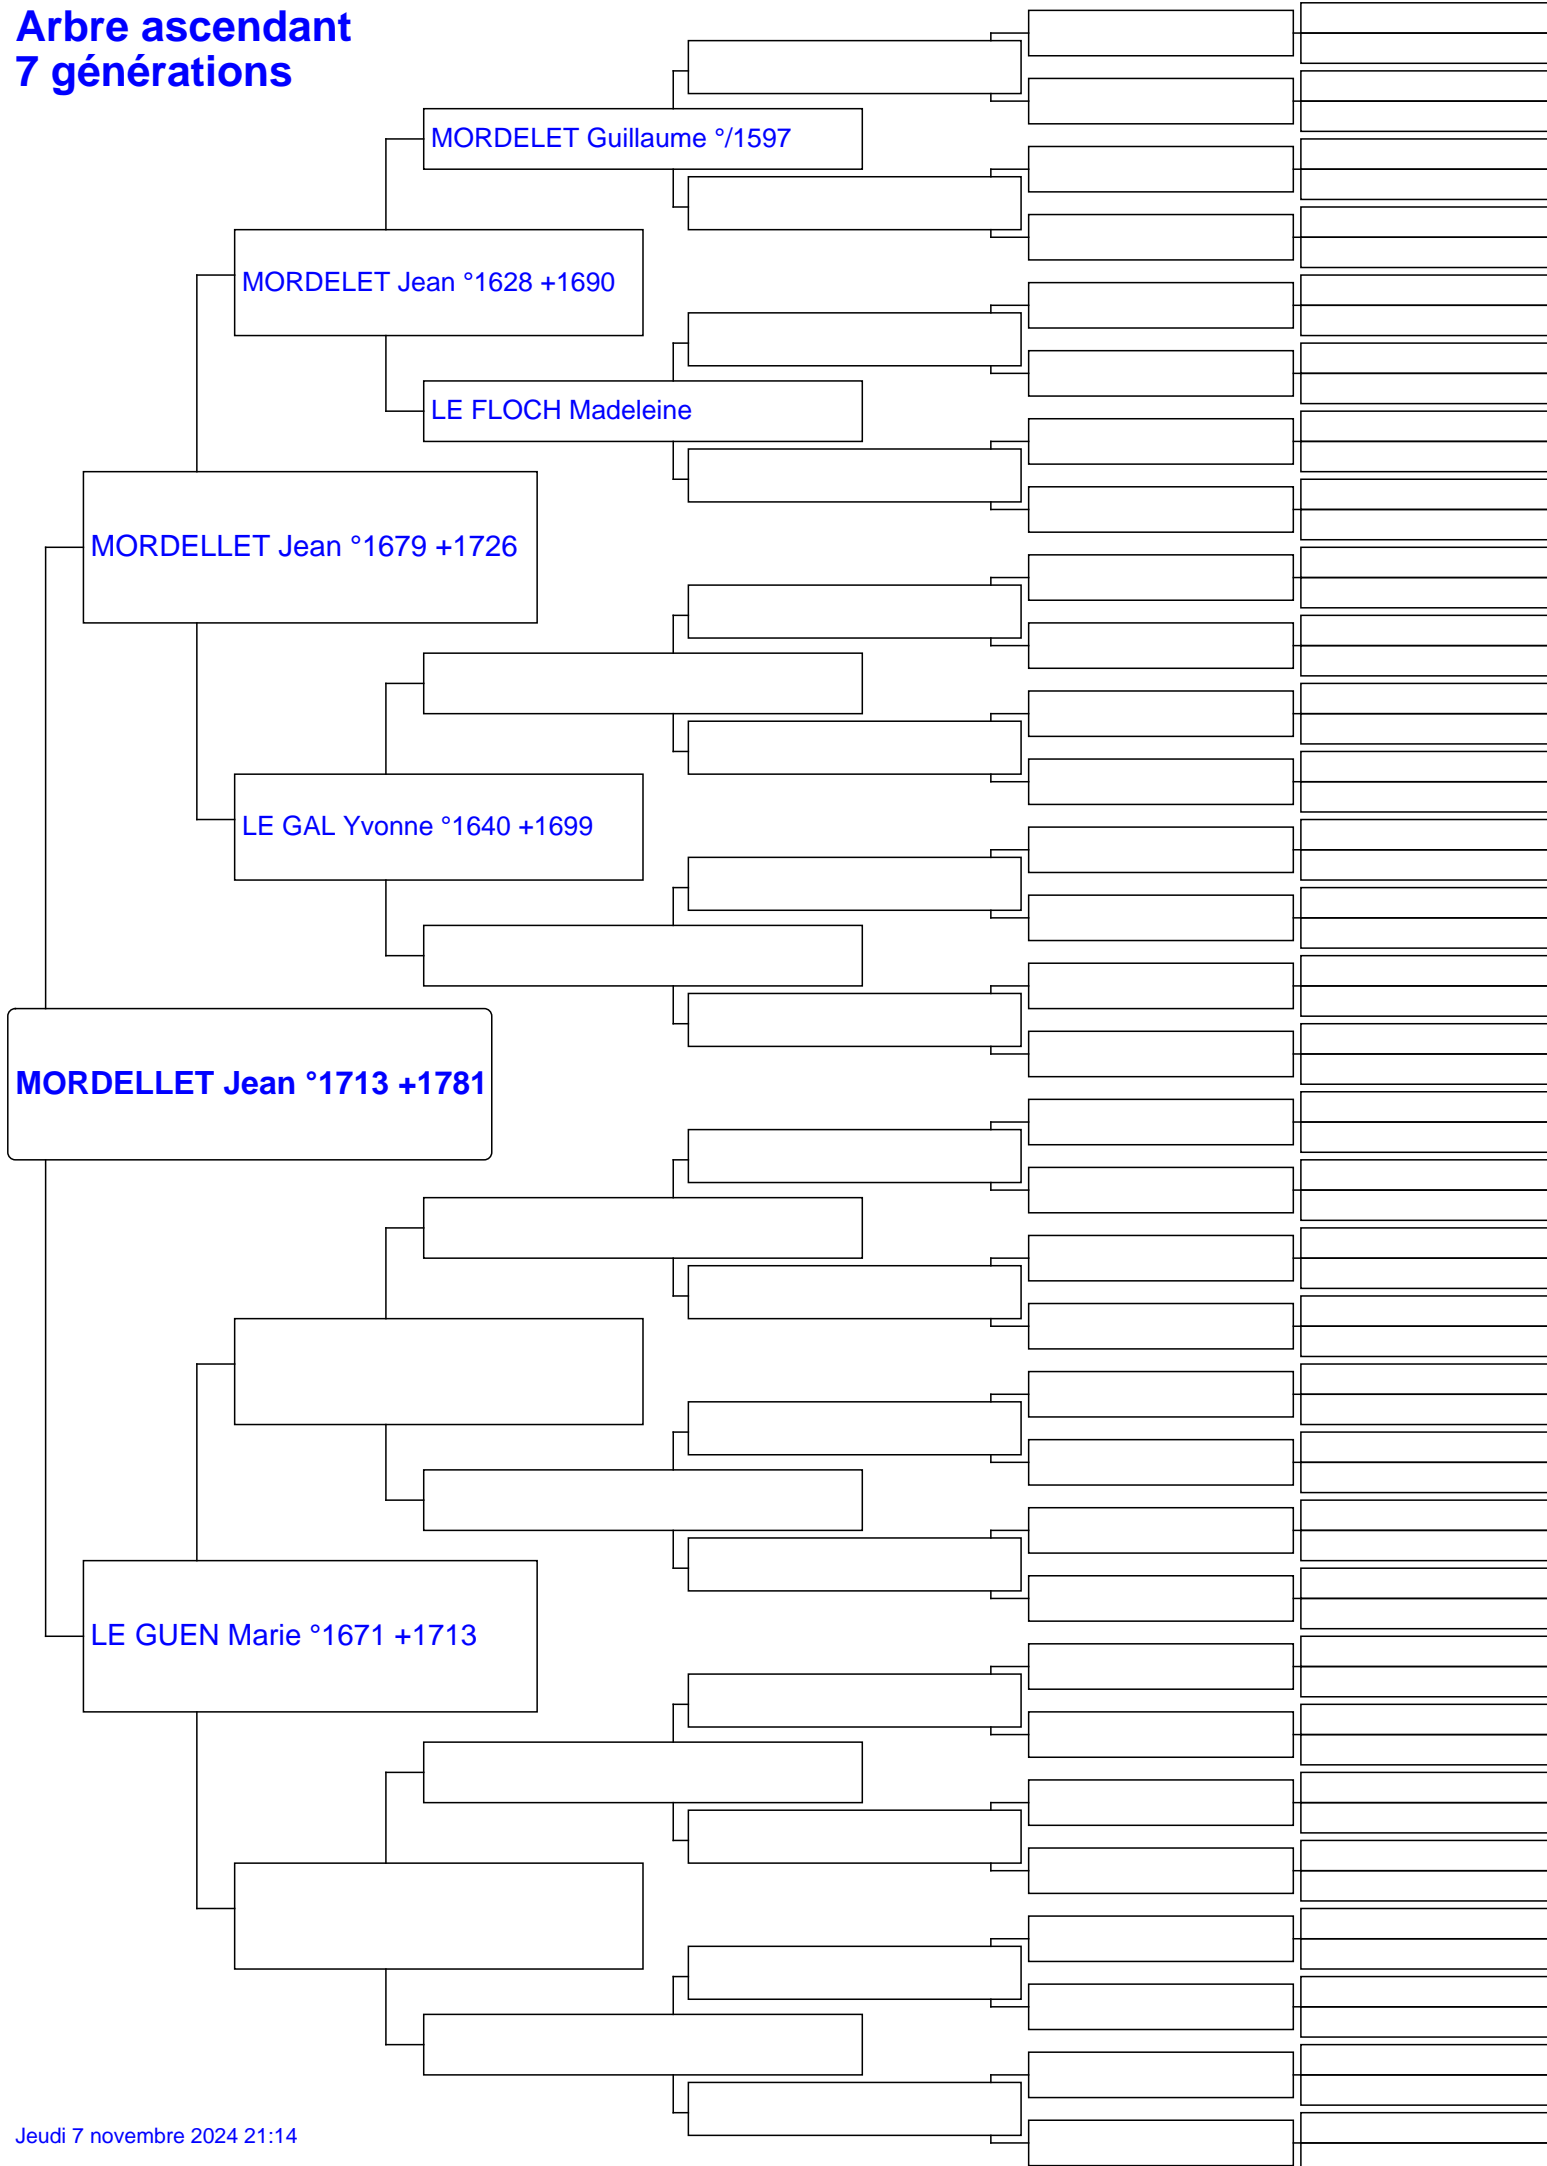 Arbre ascendant
7 générations
MORDELET Guillaume °/1597
MORDELET Jean °1628 +1690
LE FLOCH Madeleine
MORDELLET Jean °1679 +1726
LE GAL Yvonne °1640 +1699
MORDELLET Jean °1713 +1781
LE GUEN Marie °1671 +1713
Jeudi 7 novembre 2024 21:14